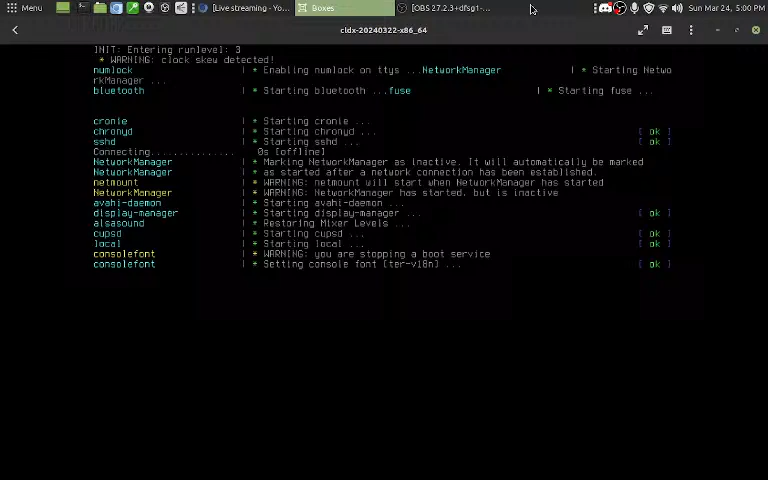 Menu
[Live streaming - Yo...
Boxes
[OBS 27.2.3+dfsg1-...
Sun Mar 24, 5:00 PM
cldx-20240322-x86_64
INIT: Entering runlevel: 3
* WARNING: clock skew detected!
numlock | * Enabling numlock on ttys ...NetworkManager | * Starting Netwo
rkManager ...
bluetooth | * Starting bluetooth ...fuse | * Starting fuse ...
cronie | * Starting cronie ...
chronyd | * Starting chronyd ... [ ok ]
sshd | * Starting sshd ... [ ok ]
Connecting............... 0s [offline]
NetworkManager | * Marking NetworkManager as inactive. It will automatically be marked
NetworkManager | * as started after a network connection has been established.
netmount | * WARNING: netmount will start when NetworkManager has started
NetworkManager | * WARNING: NetworkManager has started, but is inactive
avahi-daemon | * Starting avahi-daemon ...
display-manager | * Starting display-manager ... [ ok ]
alsasound | * Restoring Mixer Levels ...
cupsd | * Starting cupsd ... [ ok ]
local | * Starting local ... [ ok ]
consolefont | * WARNING: you are stopping a boot service
consolefont | * Setting console font [ter-v18n] ... [ ok ]